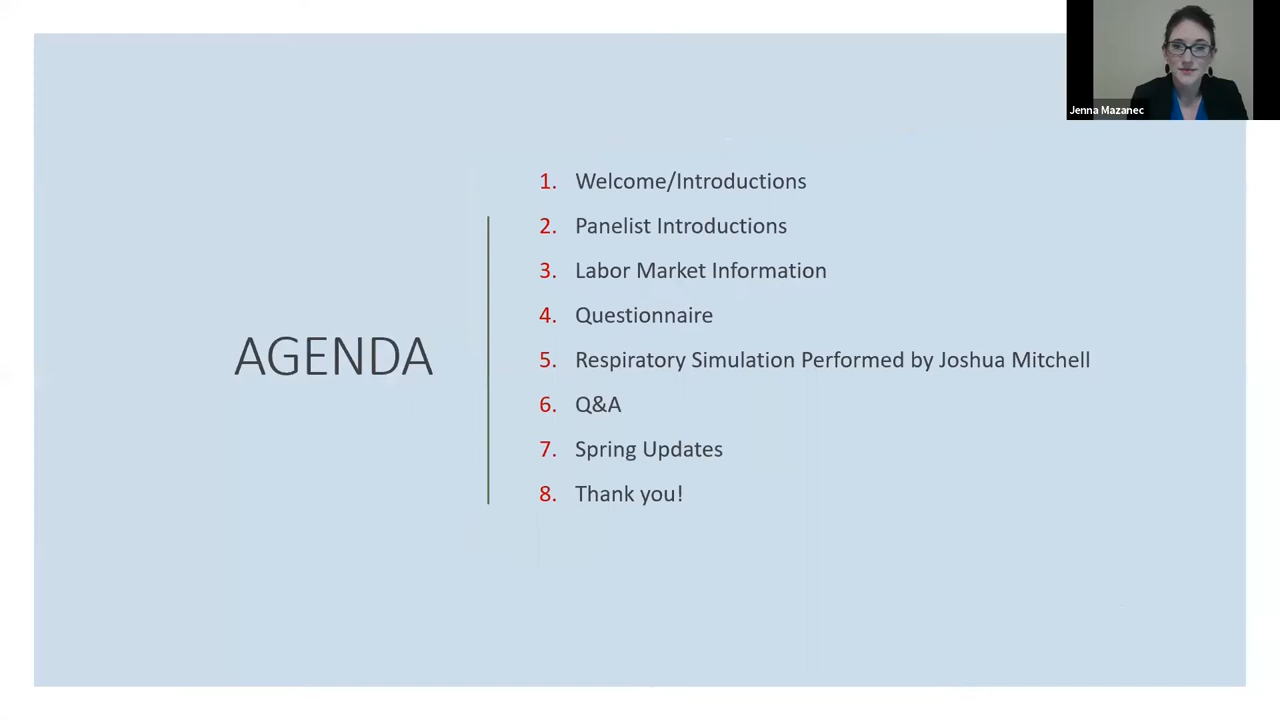 Jenna Mazanec
AGENDA
1. Welcome/Introductions
2. Panelist Introductions
3. Labor Market Information
4. Questionnaire
5. Respiratory Simulation Performed by Joshua Mitchell
6. Q&A
7. Spring Updates
8. Thank you!